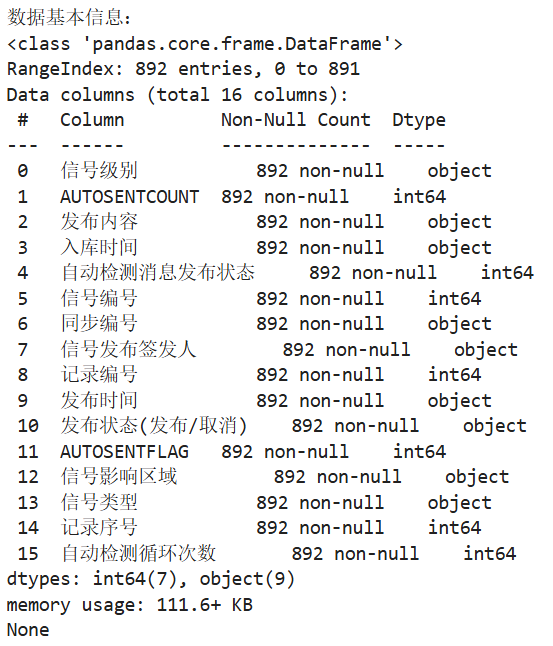 数据基本信息：
<class 'pandas.core.frame.DataFrame'>
RangeIndex: 892 entries, 0 to 891
Data columns (total 16 columns):
 #   Column         Non-Null Count  Dtype
---  ------         --------------  -----
 0   信号级别           892 non-null    object
 1   AUTOSENTCOUNT  892 non-null    int64
 2   发布内容           892 non-null    object
 3   入库时间           892 non-null    object
 4   自动检测消息发布状态     892 non-null    int64
 5   信号编号           892 non-null    int64
 6   同步编号           892 non-null    object
 7   信号发布签发人        892 non-null    object
 8   记录编号           892 non-null    int64
 9   发布时间           892 non-null    object
 10  发布状态(发布/取消)    892 non-null    object
 11  AUTOSENTFLAG   892 non-null    int64
 12  信号影响区域         892 non-null    object
 13  信号类型           892 non-null    object
 14  记录序号           892 non-null    int64
 15  自动检测循环次数       892 non-null    int64
dtypes: int64(7), object(9)
memory usage: 111.6+ KB
None